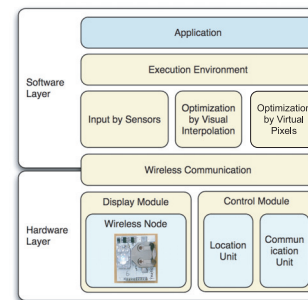 Application
Software
Layer
Execution Environment
Input by Sensors
Optimization
by Visual
Interpolation
Optimization
by Virtual
Pixels
Wireless Communication
Hardware
Layer
Display Module
Wireless Node
Control Module
Location
Unit
Commun
ication
Unit